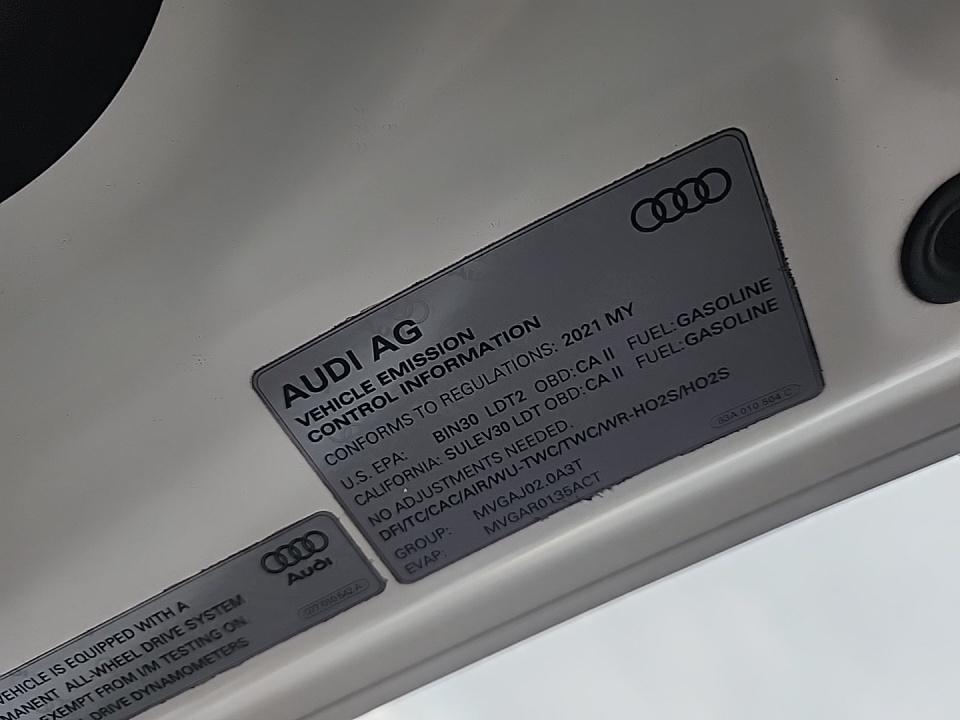 AUDI AG
VEHICLE EMISSION
CONTROL INFORMATION
CONFORMS TO REGULATIONS: 2021 MY
U.S. EPA: BIN30 LDT2 OBD:CA II FUEL:GASOLINE
CALIFORNIA: SULEV30 LDT OBD:CA II FUEL:GASOLINE
NO ADJUSTMENTS NEEDED.
DFI/TC/CAC/AIR/WU-TWC/TWC/WR-HO2S/HO2S
GROUP: MVGAJ02.0A3T
EVAP: MVGAR0135ACT
83A 010 504 C
Audi
VEHICLE IS EQUIPPED WITH A
MANENT ALL-WHEEL DRIVE SYSTEM
EXEMPT FROM I/M TESTING ON
DRIVE DYNAMOMETERS